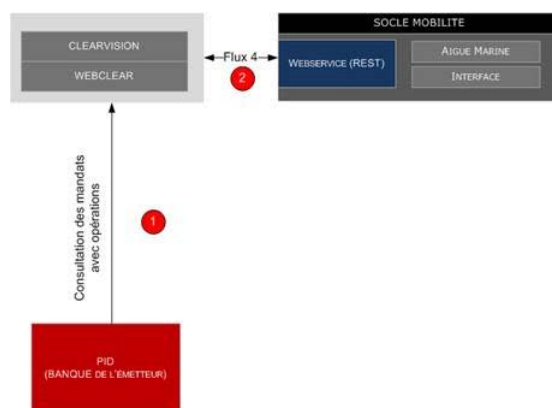 SOCLE MOBILITE
CLEARVISION
WEBCLEAR
Flux 4
2
WEBSERVICE (REST)
AIGUE MARINE
INTERFACE
Consultation des mandats
avec opérations
1
PID
(BANQUE DE L'ÉMETTEUR)